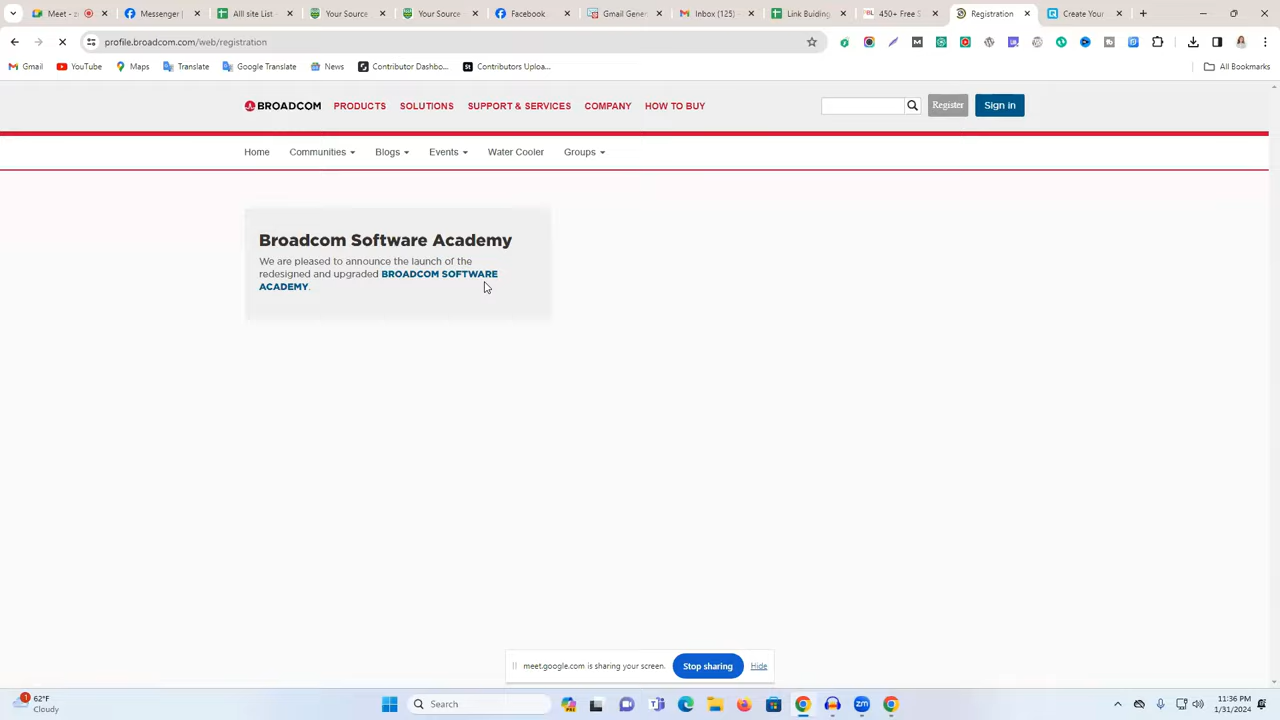 Meet - z
Messenger |
All site List
Your Source
Your Source
Facebook
Gmail Gene
Inbox (125)
Link Buiding
450+ Free S
Registration
Create Your
profile.broadcom.com/web/registration
Gmail
YouTube
Maps
Translate
Google Translate
News
Contributor Dashbo...
Contributors Uploa...
All Bookmarks
BROADCOM PRODUCTS SOLUTIONS SUPPORT & SERVICES COMPANY HOW TO BUY Register Sign in
Home Communities Blogs Events Water Cooler Groups
Broadcom Software Academy
We are pleased to announce the launch of the
redesigned and upgraded BROADCOM SOFTWARE
ACADEMY.
meet.google.com is sharing your screen. Stop sharing Hide
1
62°F
Cloudy
Search
zm
11:36 PM
1/31/2024